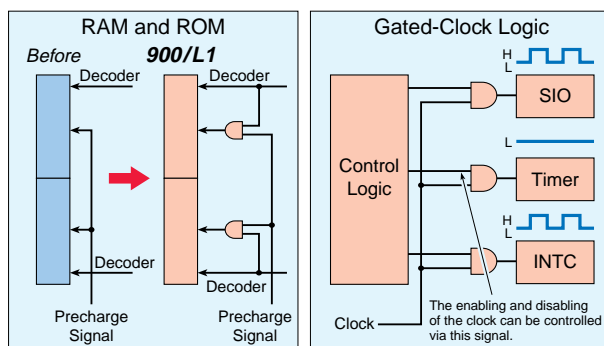 RAM and ROM
Before
900/L1
Decoder
Decoder
Decoder
Decoder
Precharge
Signal
Precharge
Signal
Gated-Clock Logic
H
L
SIO
L
Control
Logic
Timer
H
L
INTC
The enabling and disabling
of the clock can be controlled
via this signal.
Clock